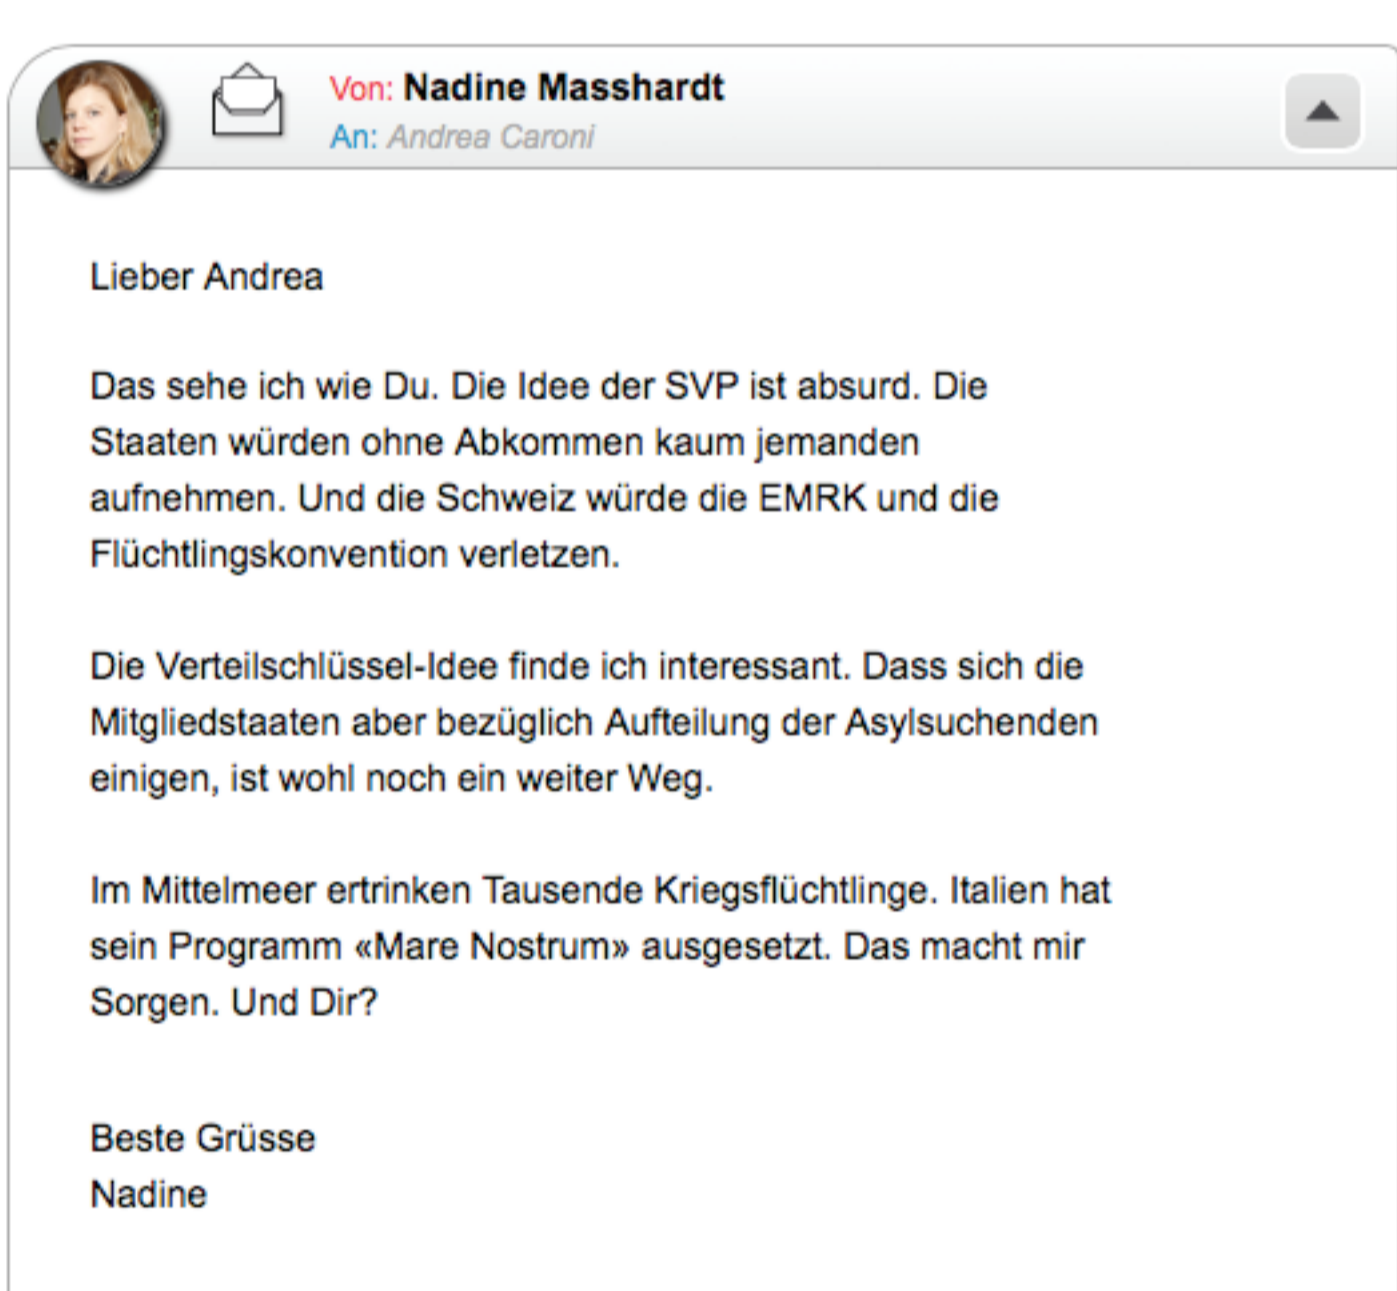 Von: Nadine Masshardt
An: Andrea Caroni
Lieber Andrea
Das sehe ich wie Du. Die Idee der SVP ist absurd. Die
Staaten würden ohne Abkommen kaum jemanden
aufnehmen. Und die Schweiz würde die EMRK und die
Flüchtlingskonvention verletzen.
Die Verteilschlüssel-Idee finde ich interessant. Dass sich die
Mitgliedstaaten aber bezüglich Aufteilung der Asylsuchenden
einigen, ist wohl noch ein weiter Weg.
Im Mittelmeer ertrinken Tausende Kriegsflüchtlinge. Italien hat
sein Programm «Mare Nostrum» ausgesetzt. Das macht mir
Sorgen. Und Dir?
Beste Grüsse
Nadine